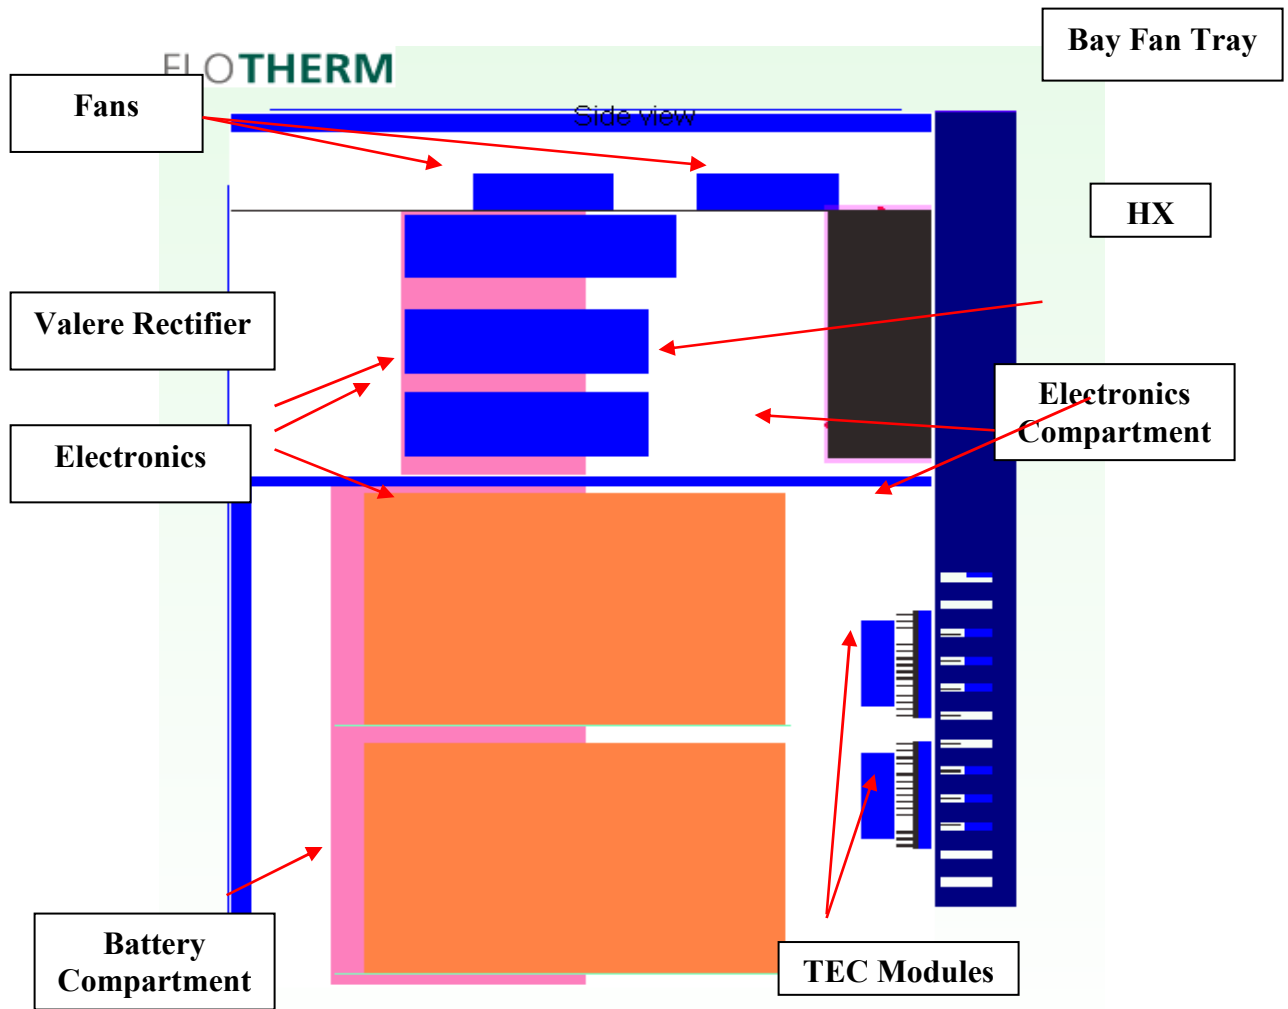 Bay Fan Tray
FLOTHERM
Fans
Side view
HX
Valere Rectifier
Electronics
Compartment
Electronics
Battery
Compartment
TEC Modules